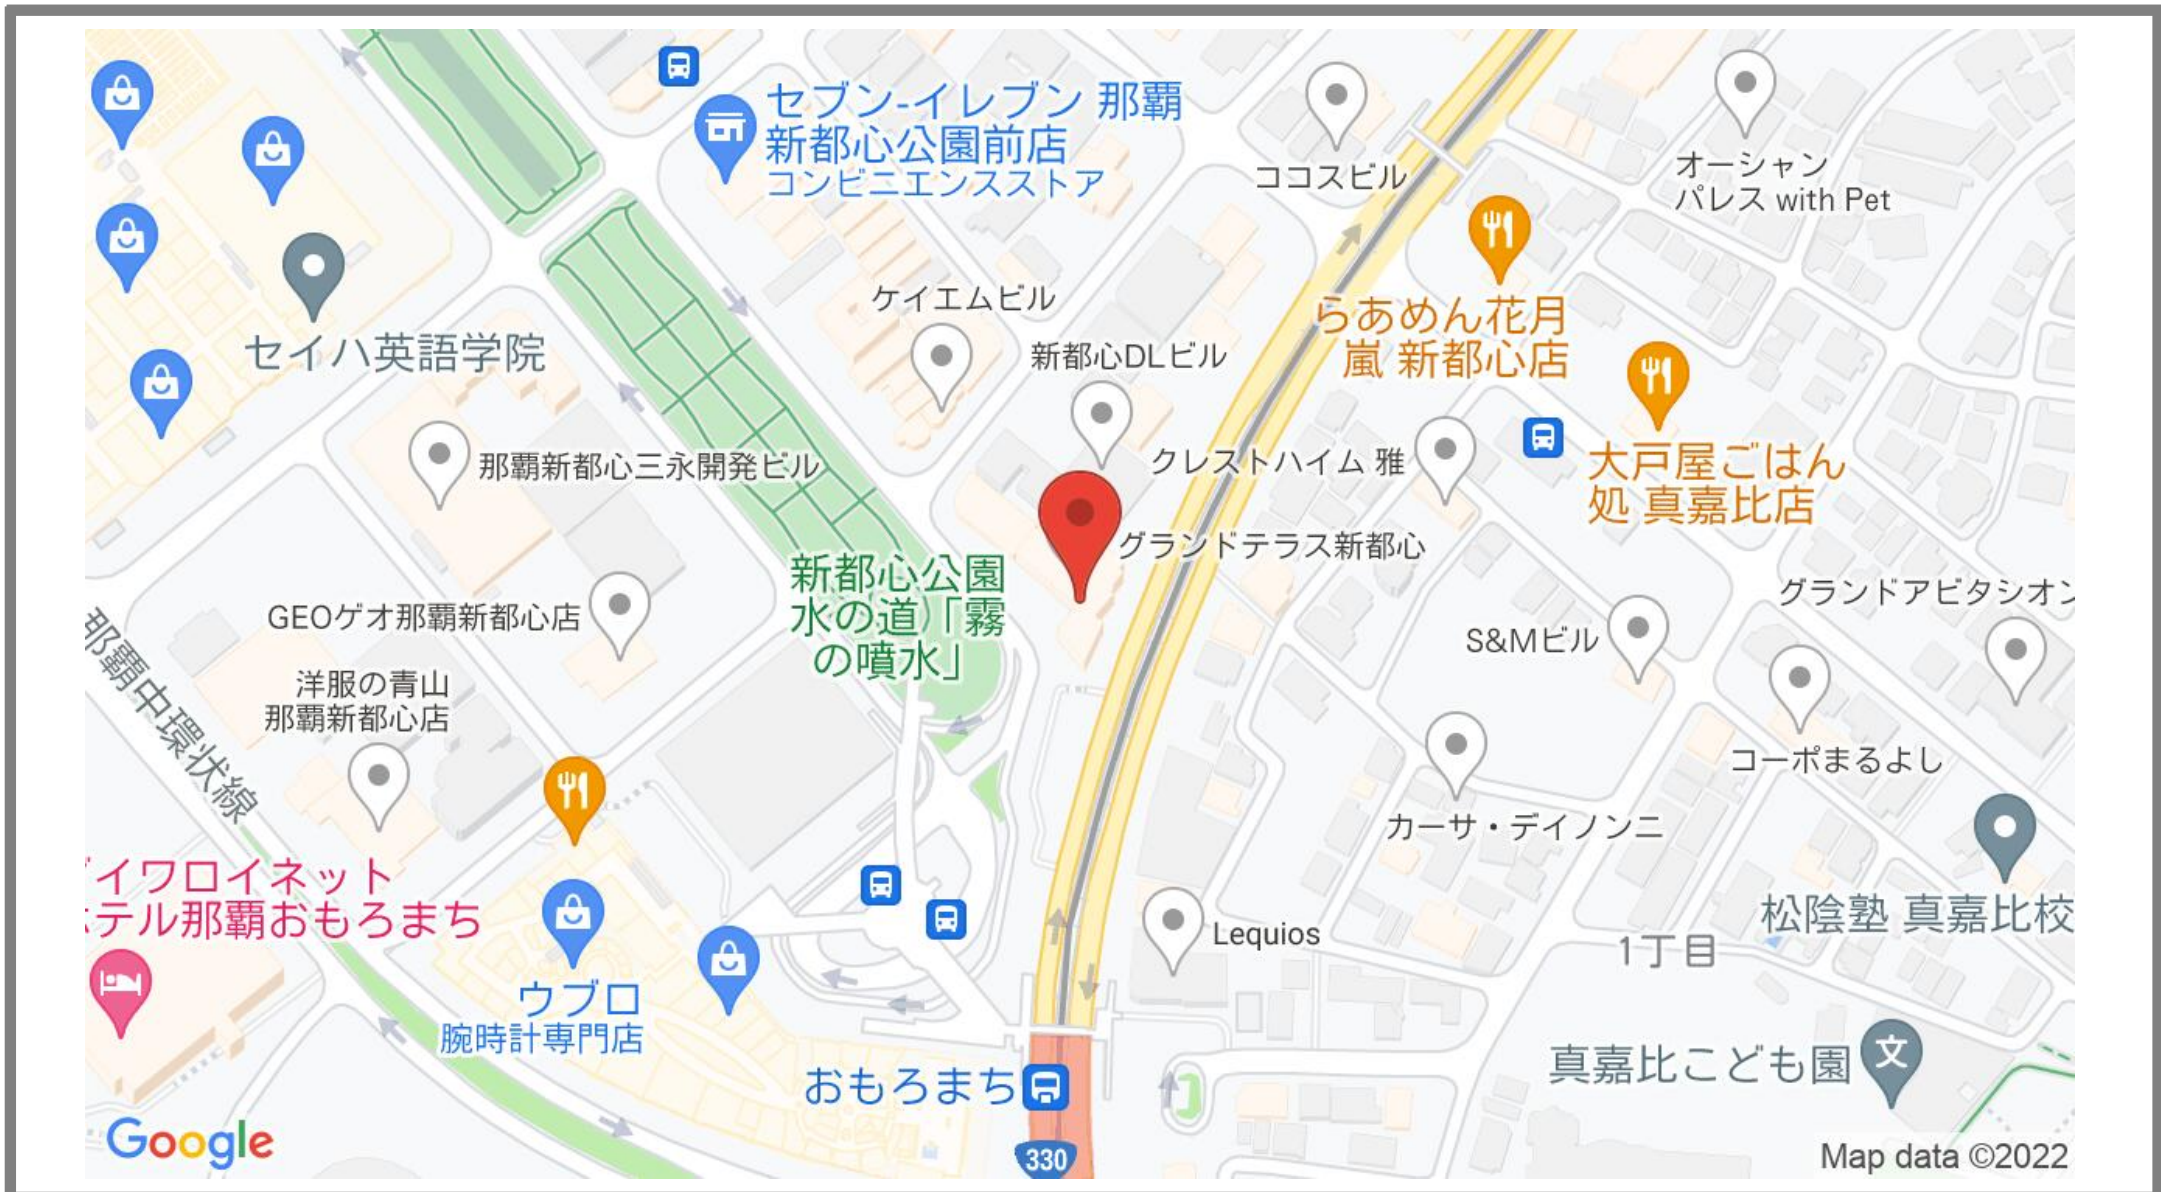 セブン-イレブン 那覇
新都心公園前店
コンビニエンスストア
ココスビル
オーシャン
パレス with Pet
セイハ英語学院
ケイエムビル
新都心DLビル
らあめん花月
嵐 新都心店
那覇新都心三永開発ビル
クレストハイム 雅
大戸屋ごはん
処 真嘉比店
グランドテラス新都心
新都心公園
水の道「霧
の噴水」
GEOゲオ那覇新都心店
グランドアビタシオン
S&Mビル
洋服の青山
那覇新都心店
那覇中環状線
コーポまるよし
カーサ・デイノンニ
イワロイネット
テル那覇おもろまち
松陰塾 真嘉比校
Lequios
1丁目
ウブロ
腕時計専門店
真嘉比こども園
文
おもろまち
330
Google
Map data ©2022